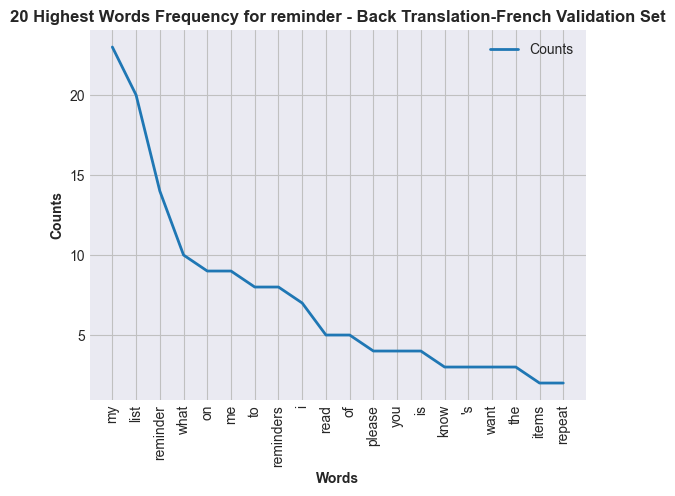 20 Highest Words Frequency for reminder - Back Translation-French Validation Set
Counts
Counts
20
15
10
5
my
list
reminder
what
on
me
to
reminders
i
read
of
please
you
is
know
's
want
the
items
repeat
Words